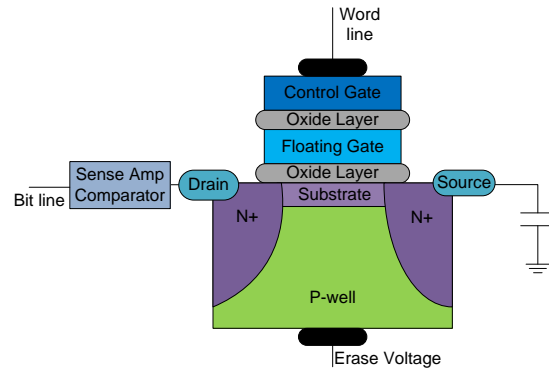 Word
line
Control Gate
Oxide Layer
Floating Gate
Oxide Layer
Sense Amp
Comparator
Bit line
Drain
Substrate
Source
N+
N+
P-well
Erase Voltage